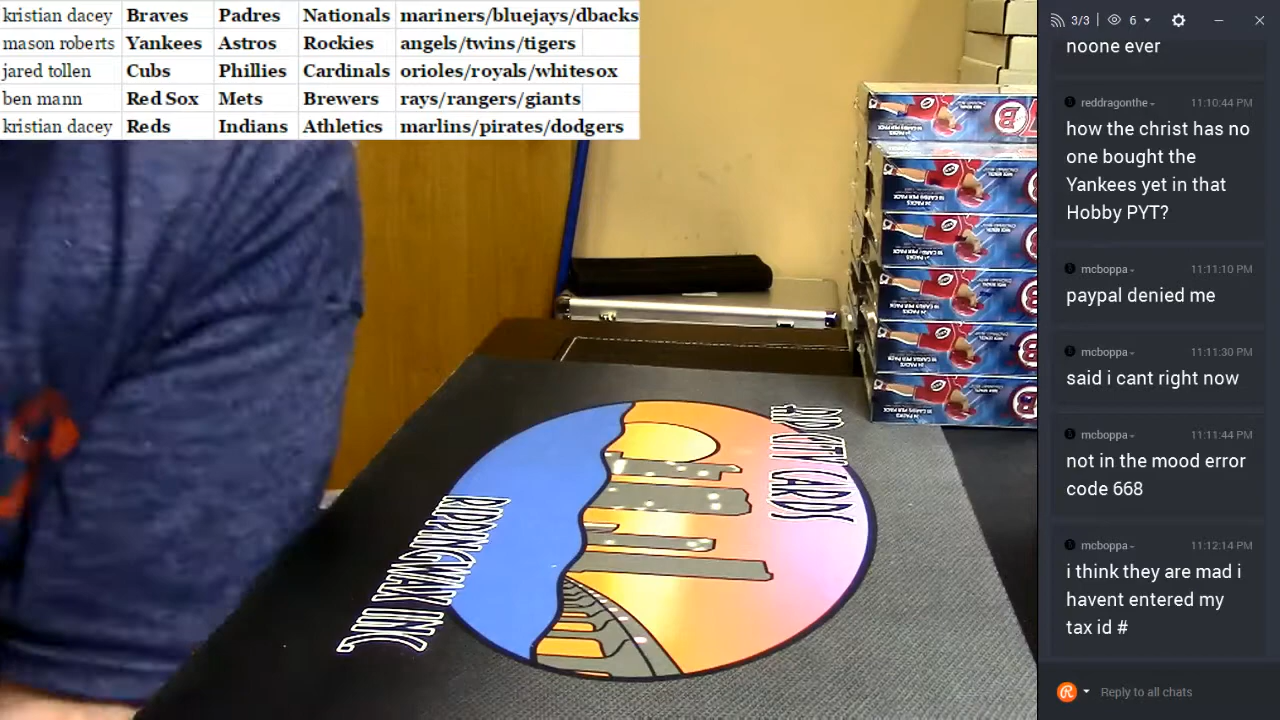 kristian dacey Braves Padres Nationals mariners/bluejays/dbacks
mason roberts Yankees Astros Rockies angels/twins/tigers
jared tollen Cubs Phillies Cardinals orioles/royals/whitesox
ben mann Red Sox Mets Brewers rays/rangers/giants
kristian dacey Reds Indians Athletics marlins/pirates/dodgers
RIPPINGWAX INC.
CITY CARDS
3/3 6
noone ever
reddragonthe 11:10:44 PM
how the christ has no
one bought the
Yankees yet in that
Hobby PYT?
mcboppa 11:11:10 PM
paypal denied me
mcboppa 11:11:30 PM
said i cant right now
mcboppa 11:11:44 PM
not in the mood error
code 668
mcboppa 11:12:14 PM
i think they are mad i
havent entered my
tax id #
Reply to all chats